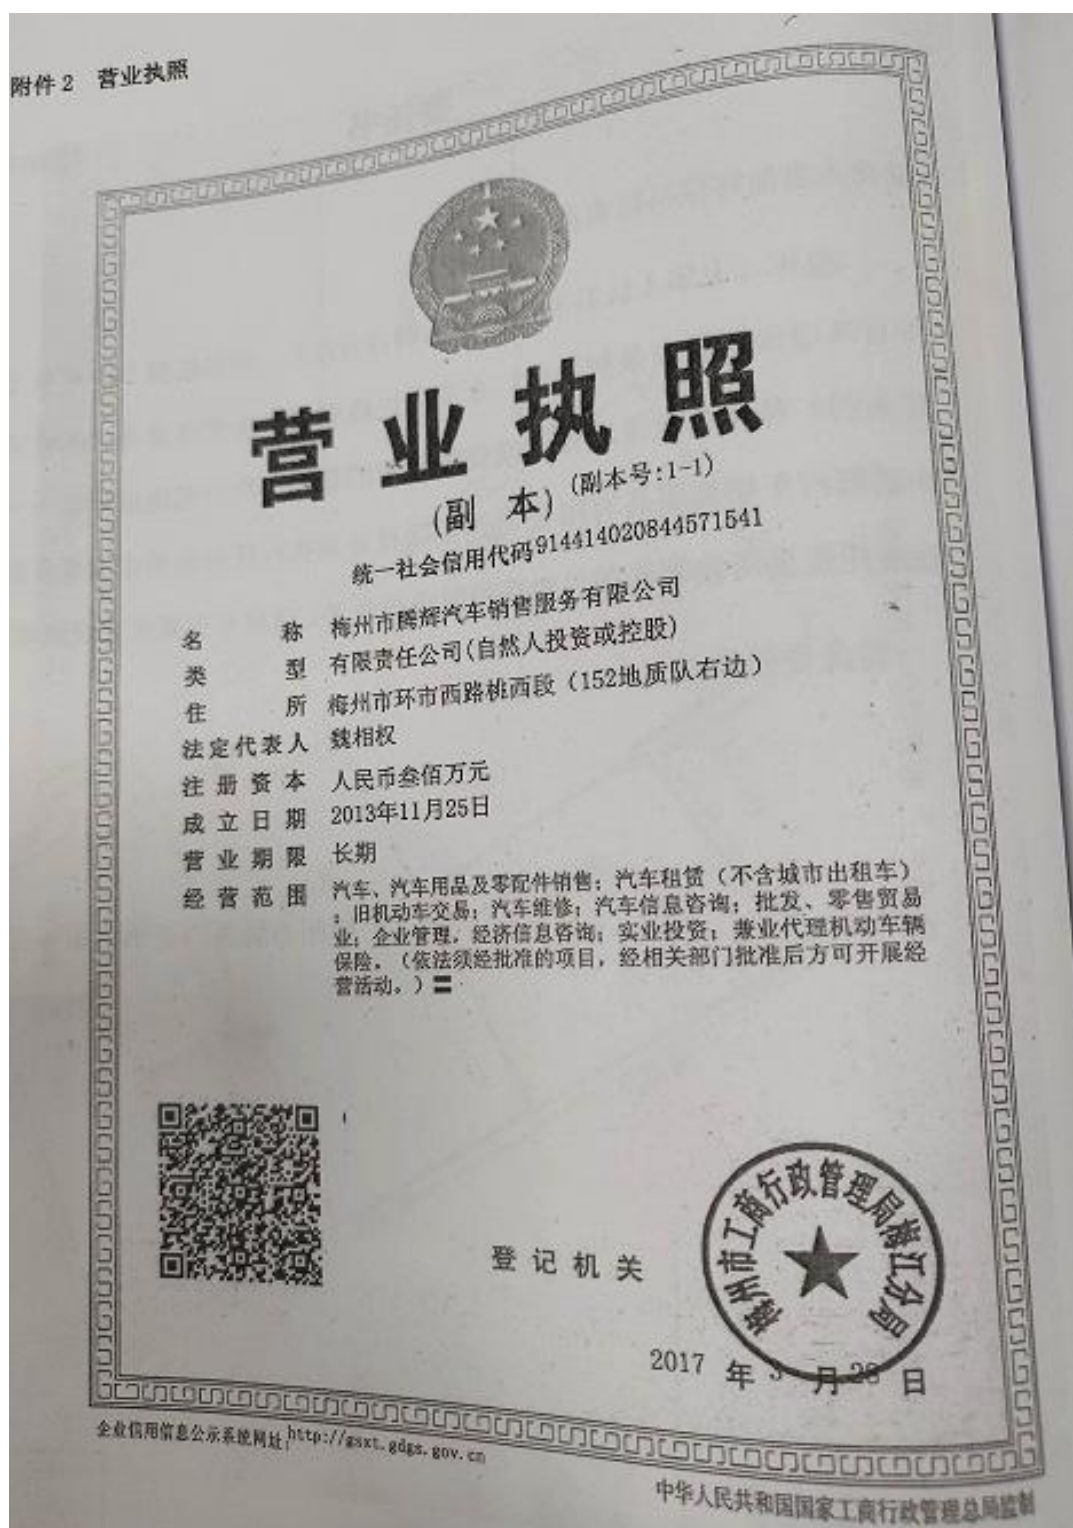 附件2 营业执照
营业执照
(副 本) (副本号:1-1)
统一社会信用代码914414020844571541
名称 梅州市腾辉汽车销售服务有限公司
类型 有限责任公司(自然人投资或控股)
住所 梅州市环市西路桃西段（152地质队右边）
法定代表人 魏相权
注册资本 人民币叁佰万元
成立日期 2013年11月25日
营业期限 长期
经营范围 汽车、汽车用品及零配件销售；汽车租赁（不含城市出租车）
；旧机动车交易；汽车维修；汽车信息咨询；批发、零售贸易
业；企业管理，经济信息咨询；实业投资；兼业代理机动车辆
保险。（依法须经批准的项目，经相关部门批准后方可开展经
营活动。）〓
登记机关
梅州市工商行政管理局梅江分局
2017 年 3 月 28 日
企业信用信息公示系统网址:http://gsxt.gdgs.gov.cn
中华人民共和国国家工商行政管理总局监制